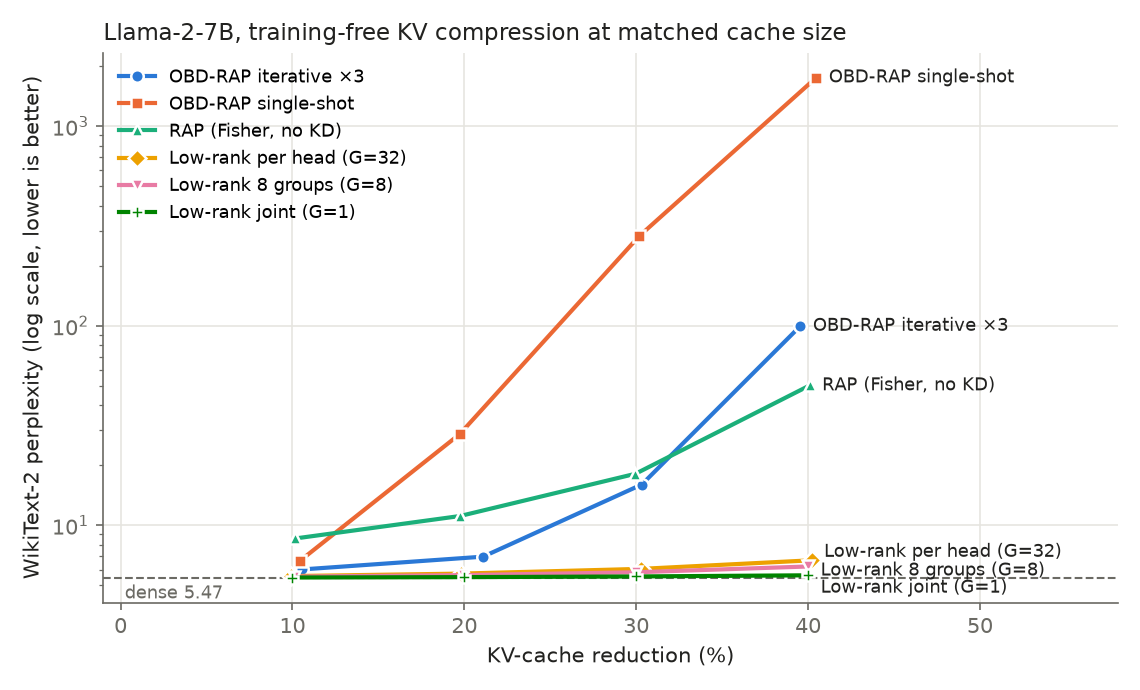 Llama-2-7B, training-free KV compression at matched cache size
OBD-RAP iterative ×3
OBD-RAP single-shot
RAP (Fisher, no KD)
Low-rank per head (G=32)
Low-rank 8 groups (G=8)
Low-rank joint (G=1)
OBD-RAP single-shot
OBD-RAP iterative ×3
RAP (Fisher, no KD)
Low-rank per head (G=32)
Low-rank 8 groups (G=8)
Low-rank joint (G=1)
dense 5.47
WikiText-2 perplexity (log scale, lower is better)
10³
10²
10¹
0 10 20 30 40 50
KV-cache reduction (%)